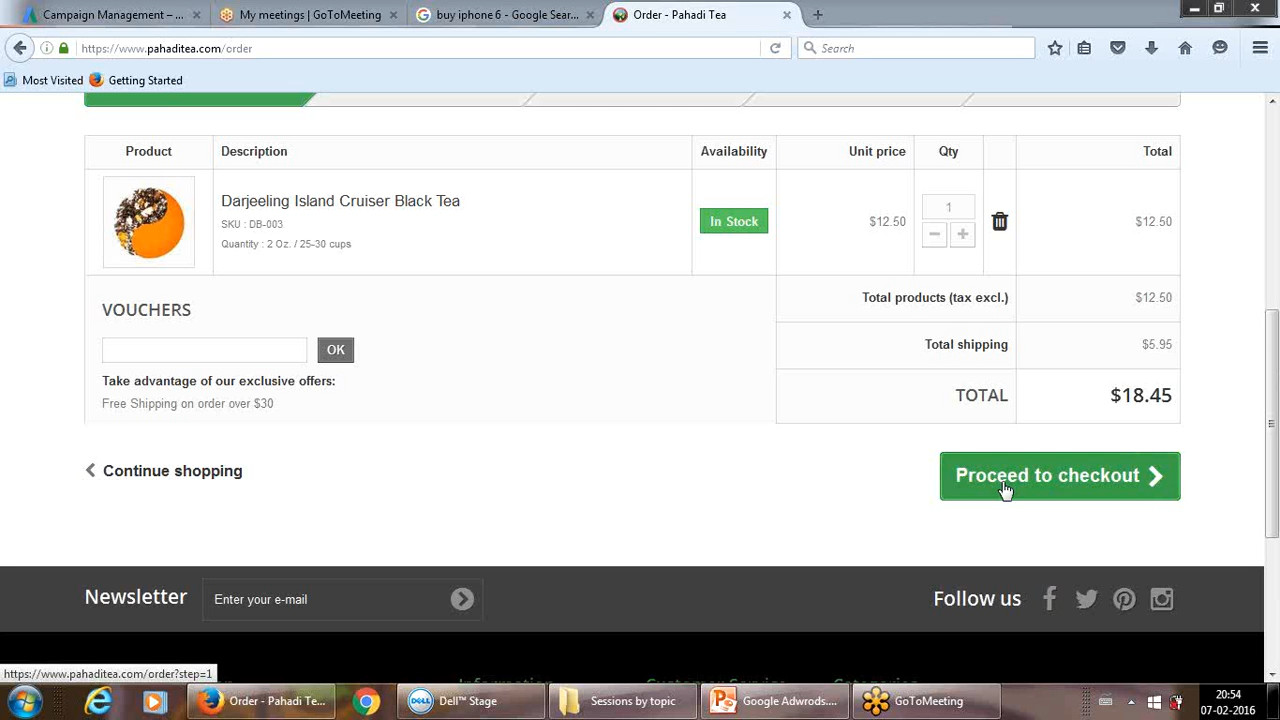 Campaign Management – ...
My meetings | GoToMeeting
buy iphone 6 - Google Sear...
Order - Pahadi Tea
https://www.pahaditea.com/order
Search
Most Visited
Getting Started
Product
Description
Availability
Unit price
Qty
Total
Darjeeling Island Cruiser Black Tea
SKU : DB-003
Quantity : 2 Oz. / 25-30 cups
In Stock
$12.50
1
$12.50
VOUCHERS
OK
Take advantage of our exclusive offers:
Free Shipping on order over $30
Total products (tax excl.)
$12.50
Total shipping
$5.95
TOTAL
$18.45
Continue shopping
Proceed to checkout
Newsletter
Enter your e-mail
Follow us
https://www.pahaditea.com/order?step=1
Information
Customer Service
Categories
Order - Pahadi Te...
Dell™ Stage
Sessions by topic
Google Adwrods....
GoToMeeting
20:54
07-02-2016